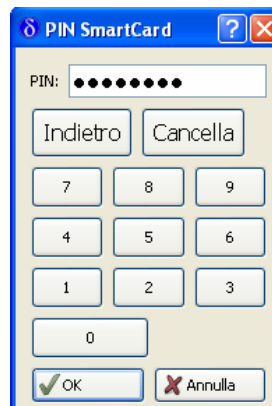 δ PIN SmartCard ?
PIN: ●●●●●●●●
Indietro Cancella
7 8 9
4 5 6
1 2 3
0
OK Annulla